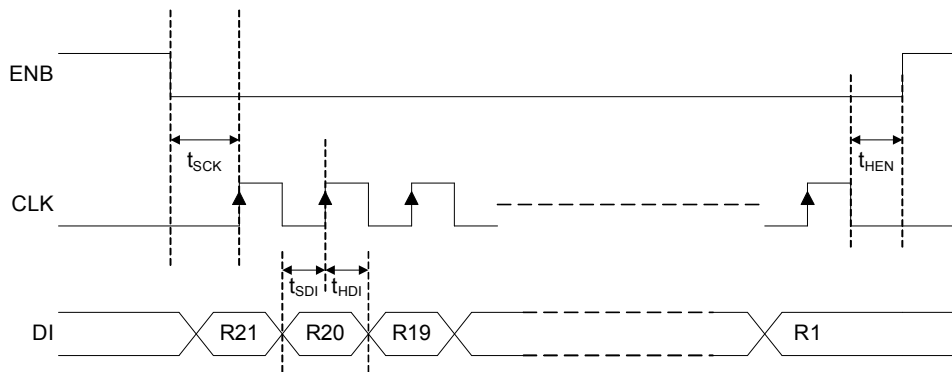 ENB
tSCK
tHEN
CLK
tSDI tHDI
DI R21 R20 R19 R1